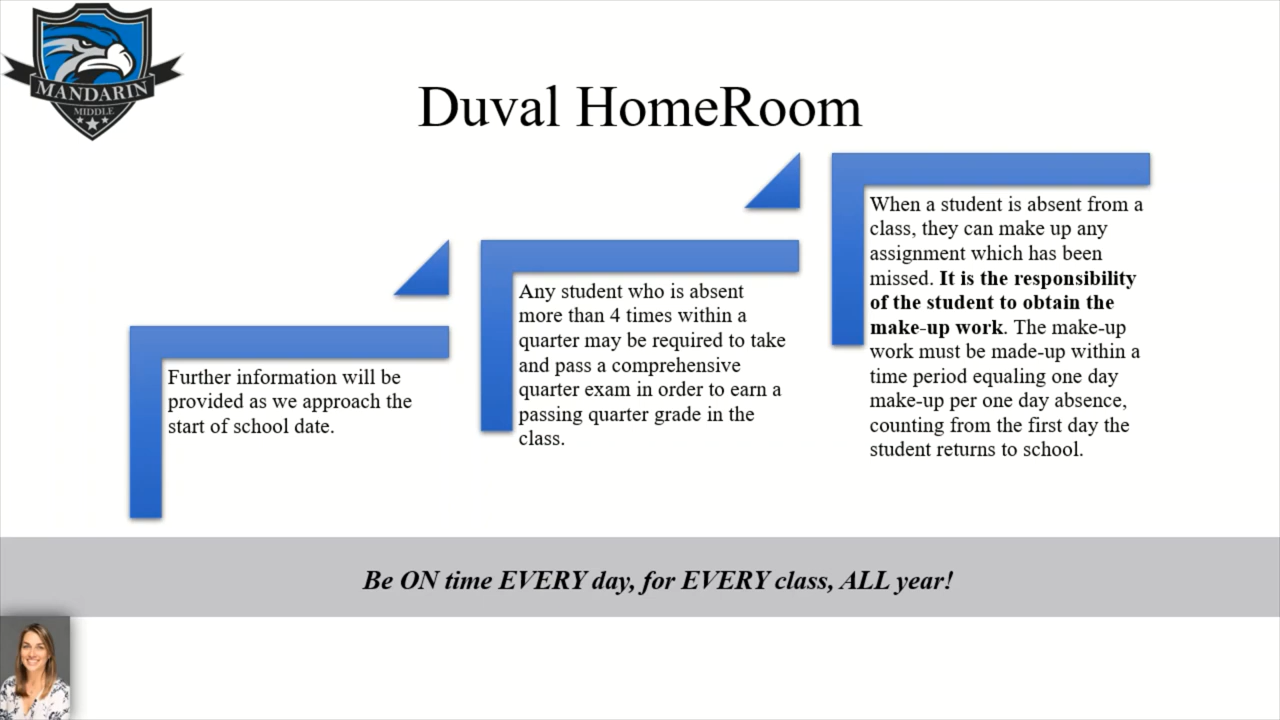 MANDARIN
MIDDLE
Duval HomeRoom
Further information will be
provided as we approach the
start of school date.
Any student who is absent
more than 4 times within a
quarter may be required to take
and pass a comprehensive
quarter exam in order to earn a
passing quarter grade in the
class.
When a student is absent from a
class, they can make up any
assignment which has been
missed. It is the responsibility
of the student to obtain the
make-up work. The make-up
work must be made-up within a
time period equaling one day
make-up per one day absence,
counting from the first day the
student returns to school.
Be ON time EVERY day, for EVERY class, ALL year!